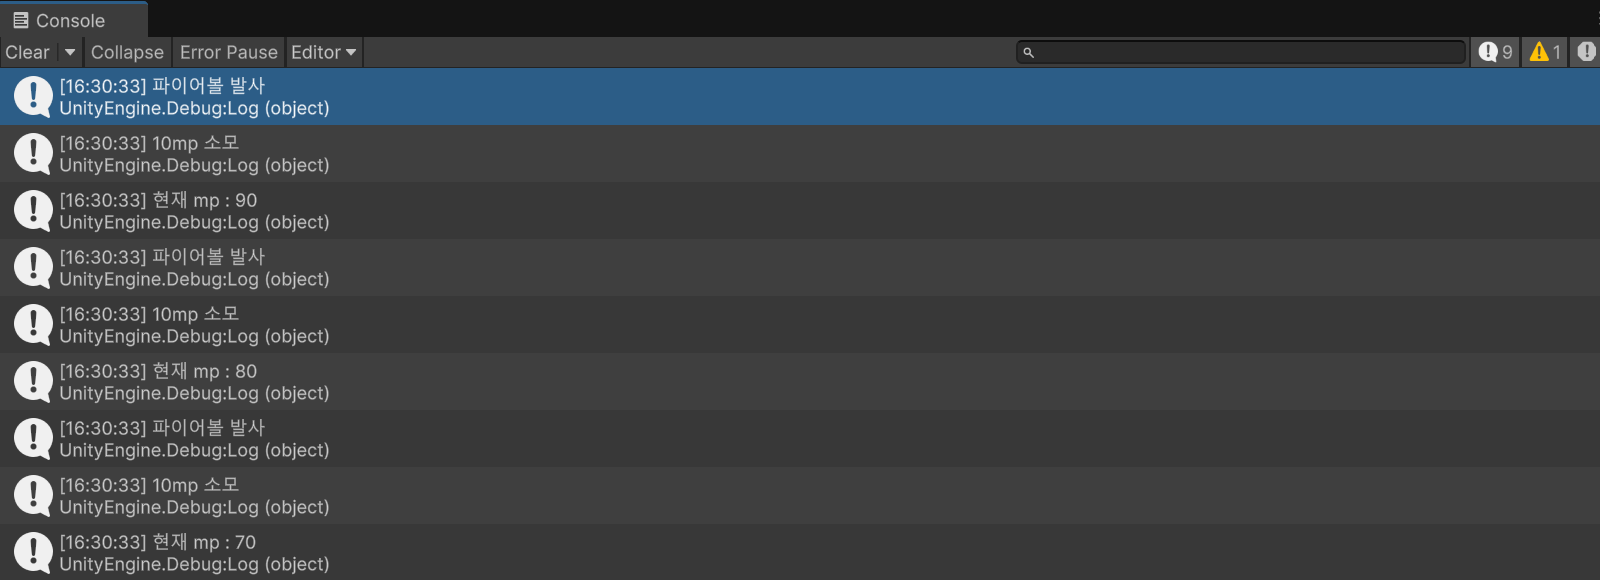 Console
Clear Collapse Error Pause Editor 9 1
[16:30:33] 파이어볼 발사
UnityEngine.Debug:Log (object)
[16:30:33] 10mp 소모
UnityEngine.Debug:Log (object)
[16:30:33] 현재 mp : 90
UnityEngine.Debug:Log (object)
[16:30:33] 파이어볼 발사
UnityEngine.Debug:Log (object)
[16:30:33] 10mp 소모
UnityEngine.Debug:Log (object)
[16:30:33] 현재 mp : 80
UnityEngine.Debug:Log (object)
[16:30:33] 파이어볼 발사
UnityEngine.Debug:Log (object)
[16:30:33] 10mp 소모
UnityEngine.Debug:Log (object)
[16:30:33] 현재 mp : 70
UnityEngine.Debug:Log (object)